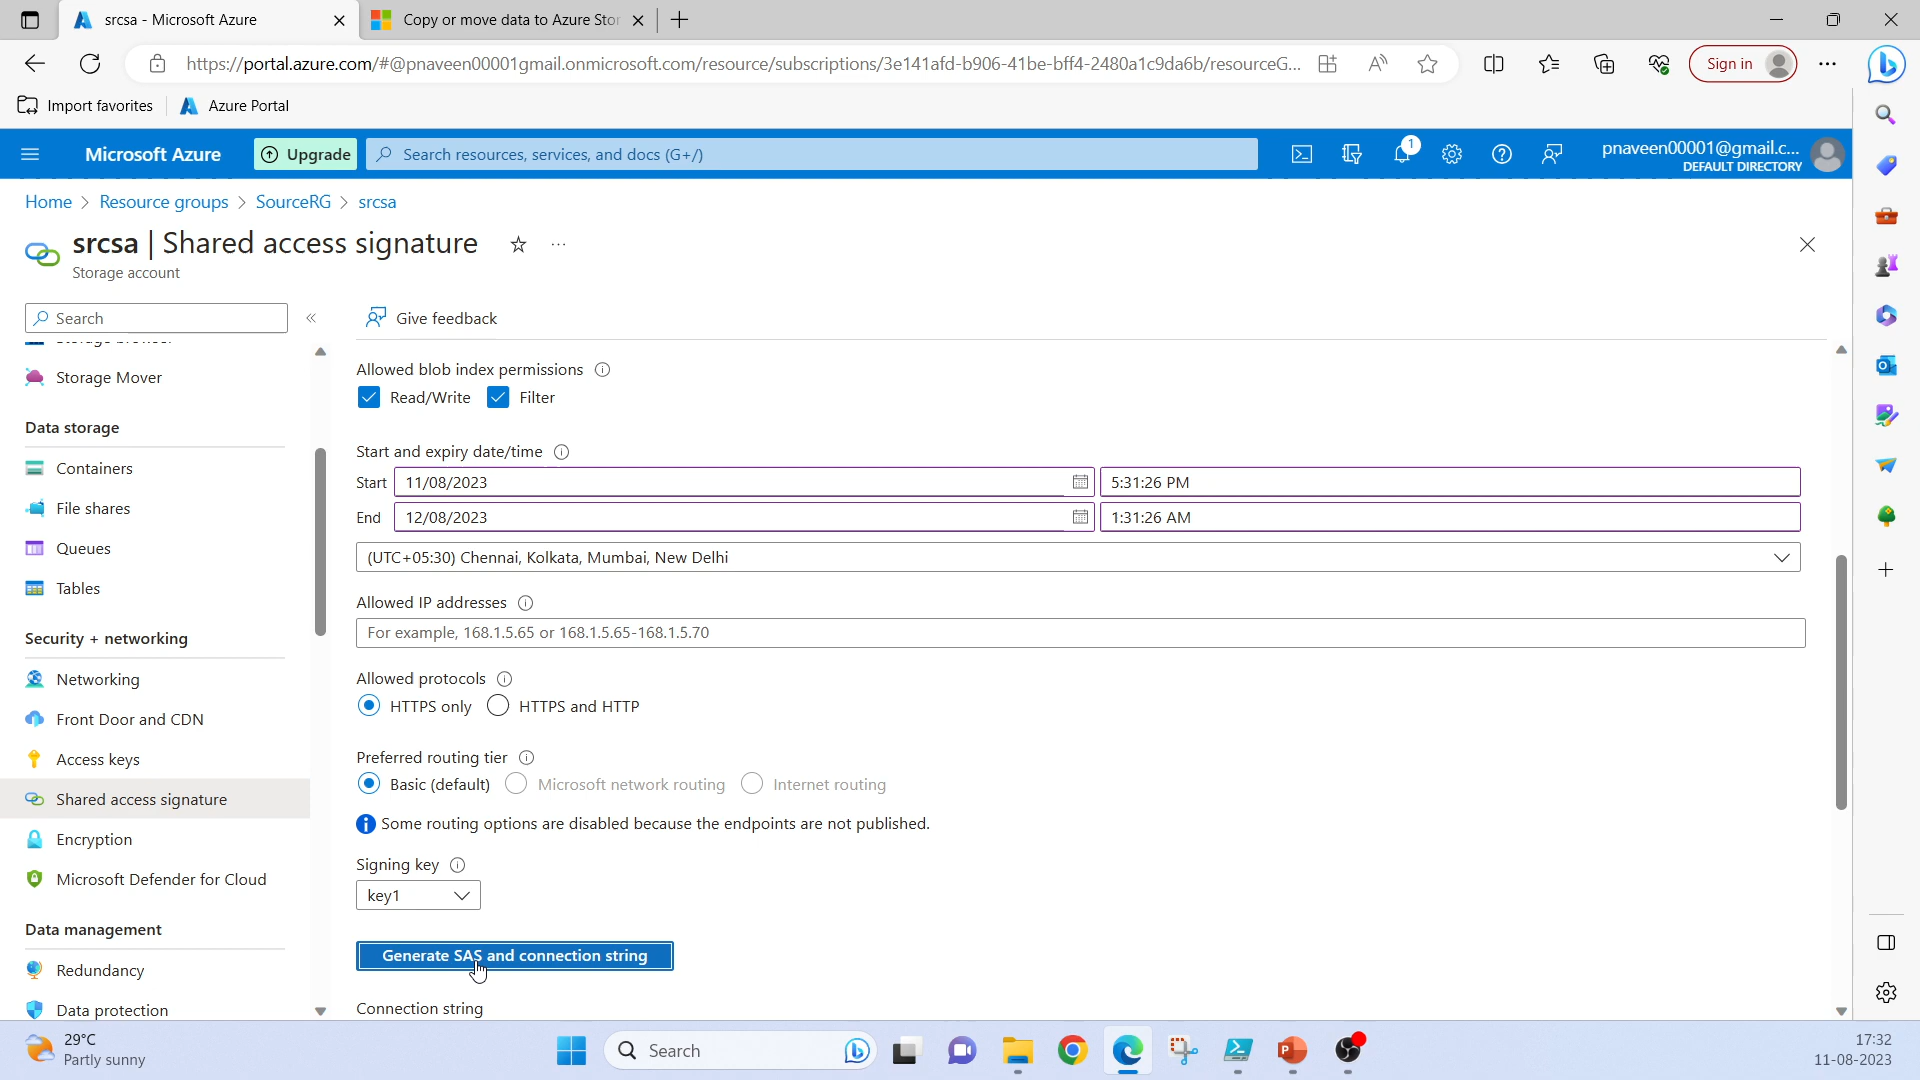 srcsa - Microsoft Azure
Copy or move data to Azure Stor
https://portal.azure.com/#@pnaveen00001gmail.onmicrosoft.com/resource/subscriptions/3e141afd-b906-41be-bff4-2480a1c9da6b/resourceG...
Sign in
Import favorites
Azure Portal
Microsoft Azure
Upgrade
Search resources, services, and docs (G+/)
1
pnaveen00001@gmail.c...
DEFAULT DIRECTORY
Home > Resource groups > SourceRG > srcsa
srcsa | Shared access signature
Storage account
Search
Give feedback
Storage Mover
Data storage
Containers
File shares
Queues
Tables
Security + networking
Networking
Front Door and CDN
Access keys
Shared access signature
Encryption
Microsoft Defender for Cloud
Data management
Redundancy
Data protection
Allowed blob index permissions
Read/Write
Filter
Start and expiry date/time
Start 11/08/2023 5:31:26 PM
End 12/08/2023 1:31:26 AM
(UTC+05:30) Chennai, Kolkata, Mumbai, New Delhi
Allowed IP addresses
For example, 168.1.5.65 or 168.1.5.65-168.1.5.70
Allowed protocols
HTTPS only
HTTPS and HTTP
Preferred routing tier
Basic (default)
Microsoft network routing
Internet routing
Some routing options are disabled because the endpoints are not published.
Signing key
key1
Generate SAS and connection string
Connection string
29°C
Partly sunny
Search
17:32
11-08-2023